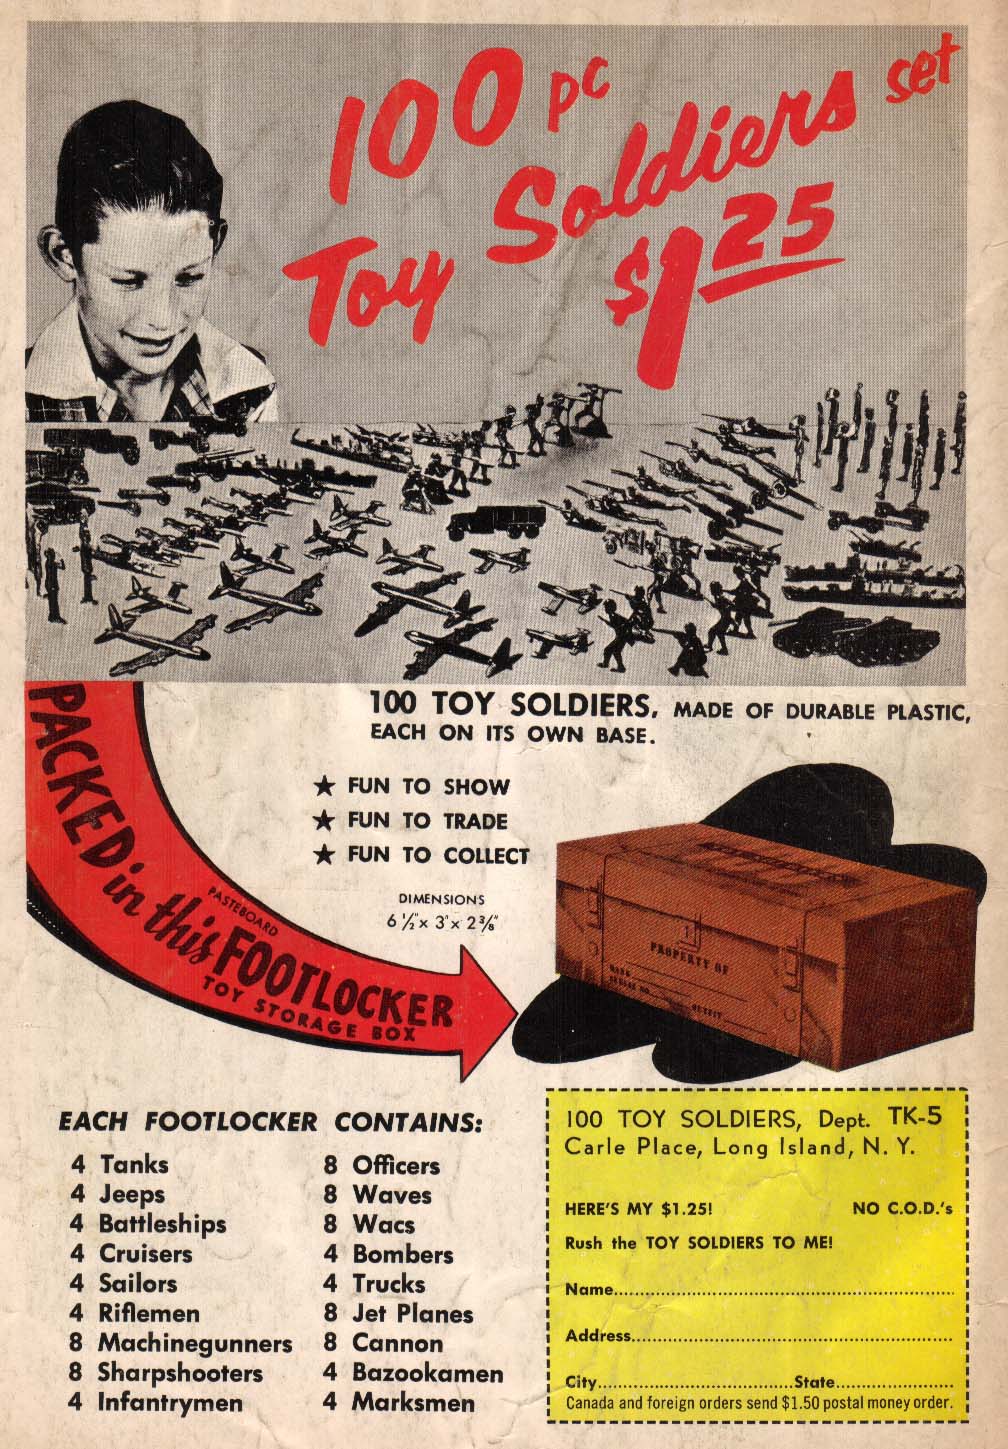 100 pc
Toy Soldiers set
$1.25
100 TOY SOLDIERS, MADE OF DURABLE PLASTIC,
EACH ON ITS OWN BASE.
★ FUN TO SHOW
★ FUN TO TRADE
★ FUN TO COLLECT
DIMENSIONS
6 ½" x 3" x 2 ⅜"
PACKED in this
PASTEBOARD
FOOTLOCKER
TOY STORAGE BOX
PROPERTY OF
SERIAL NO.
OUTFIT
EACH FOOTLOCKER CONTAINS:
4 Tanks
4 Jeeps
4 Battleships
4 Cruisers
4 Sailors
4 Riflemen
8 Machinegunners
8 Sharpshooters
4 Infantrymen
8 Officers
8 Waves
8 Wacs
4 Bombers
4 Trucks
8 Jet Planes
8 Cannon
4 Bazookamen
4 Marksmen
100 TOY SOLDIERS, Dept. TK-5
Carle Place, Long Island, N. Y.
HERE'S MY $1.25! NO C.O.D.'s
Rush the TOY SOLDIERS TO ME!
Name
Address
City State
Canada and foreign orders send $1.50 postal money order.